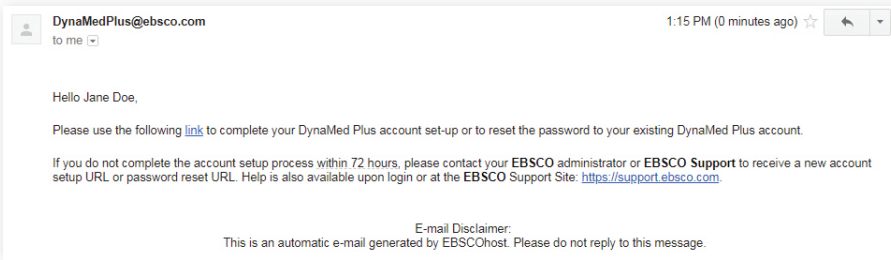 DynaMedPlus@ebsco.com 1:15 PM (0 minutes ago)
to me
Hello Jane Doe,
Please use the following link to complete your DynaMed Plus account set-up or to reset the password to your existing DynaMed Plus account.
If you do not complete the account setup process within 72 hours, please contact your EBSCO administrator or EBSCO Support to receive a new account
setup URL or password reset URL. Help is also available upon login or at the EBSCO Support Site: https://support.ebsco.com.
E-mail Disclaimer:
This is an automatic e-mail generated by EBSCOhost. Please do not reply to this message.